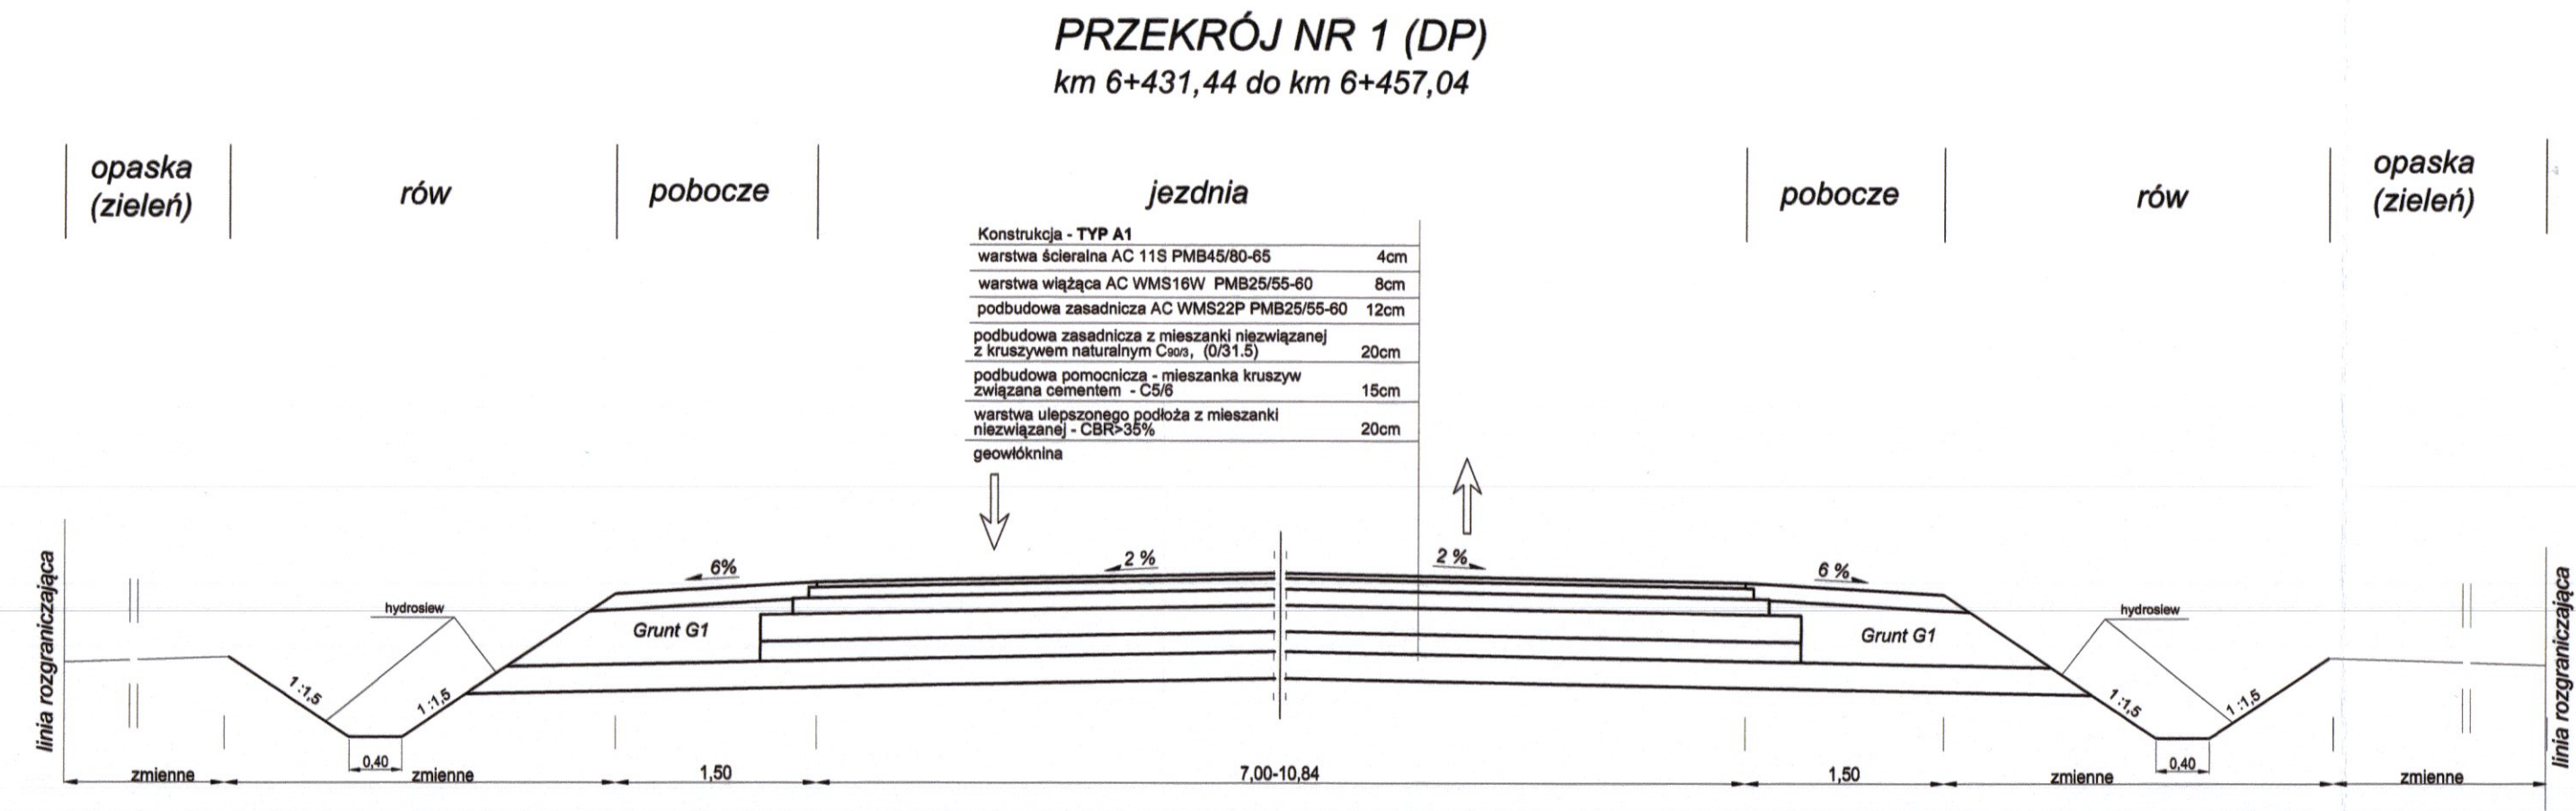 PRZEKRÓJ NR 1 (DP)
km 6+431,44 do km 6+457,04
opaska
(zieleń)
rów
pobocze
jezdnia
pobocze
rów
opaska
(zieleń)
Konstrukcja - TYP A1
warstwa ścieralna AC 11S PMB45/80-65 4cm
warstwa wiążąca AC WMS16W PMB25/55-60 8cm
podbudowa zasadnicza AC WMS22P PMB25/55-60 12cm
podbudowa zasadnicza z mieszanki niezwiązanej
z kruszywem naturalnym C90/3, (0/31.5) 20cm
podbudowa pomocnicza - mieszanka kruszyw
związana cementem - C5/6 15cm
warstwa ulepszonego podłoża z mieszanki
niezwiązanej - CBR>35% 20cm
geowłóknina
linia rozgraniczająca
6%
2 %
2 %
6 %
linia rozgraniczająca
hydrosiew
Grunt G1
Grunt G1
hydrosiew
1:1,5
1:1,5
1:1,5
1:1,5
0,40
0,40
zmienne
zmienne
1,50
7,00-10,84
1,50
zmienne
zmienne